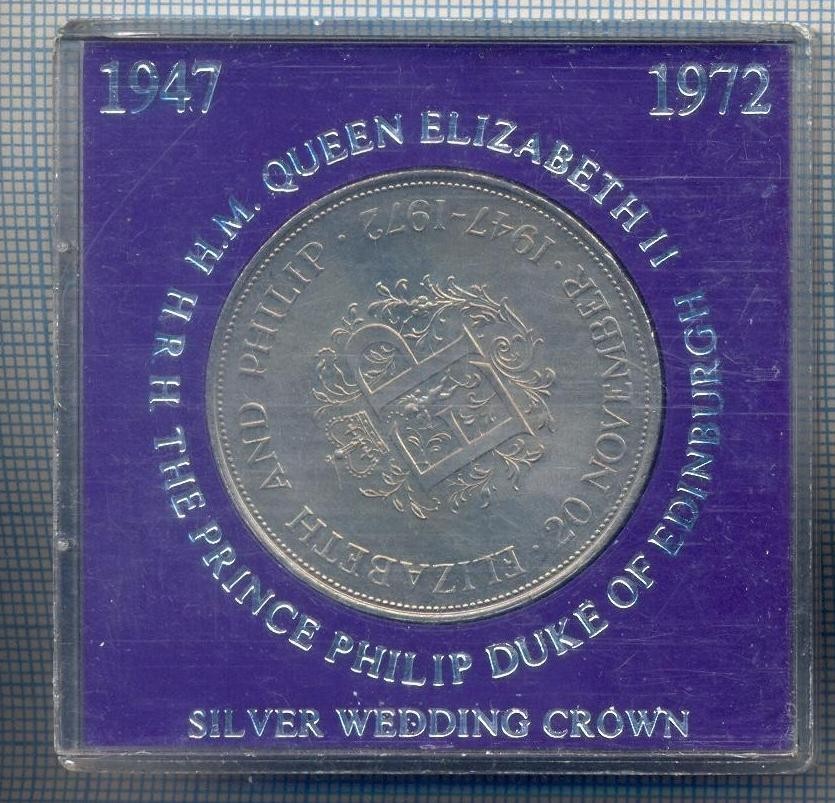 1947
1972
H.M. QUEEN ELIZABETH II
H R H THE PRINCE PHILIP DUKE OF EDINBURGH
ELIZABETH AND PHILIP · 1947-1972 ·
20 NOVEMBER ·
SILVER WEDDING CROWN